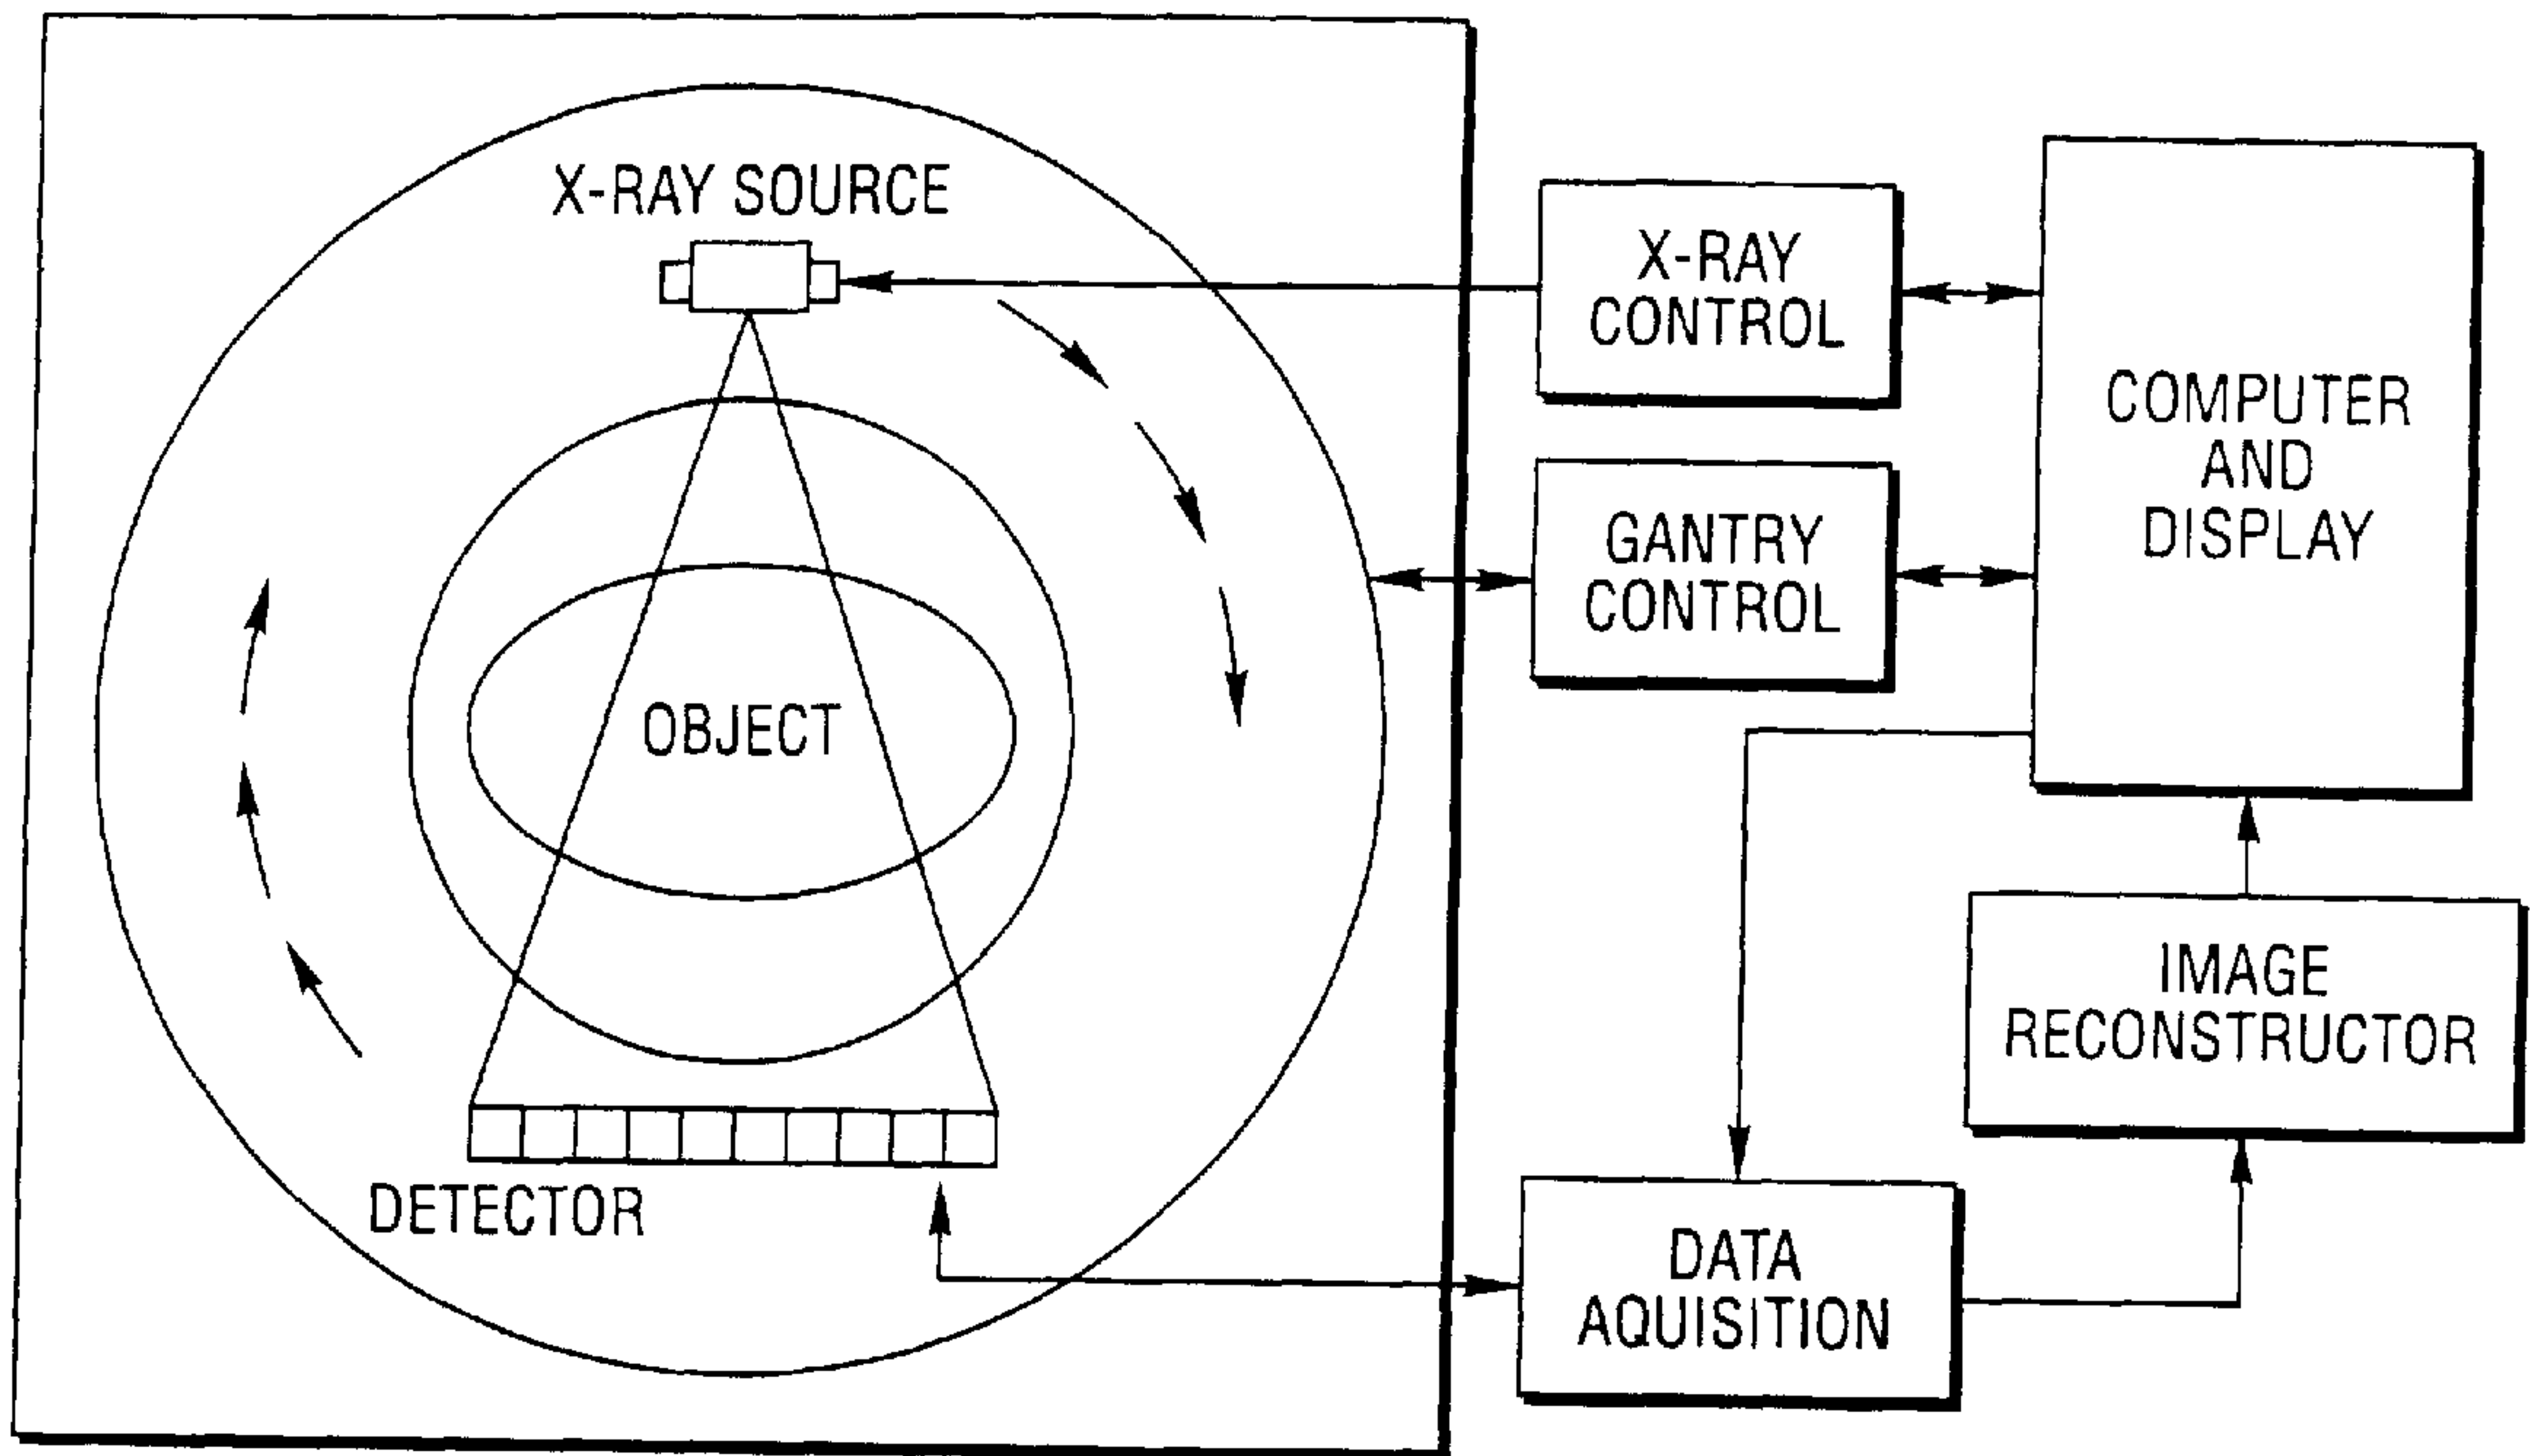 X-RAY SOURCE
OBJECT
DETECTOR
X-RAY
CONTROL
GANTRY
CONTROL
COMPUTER
AND
DISPLAY
IMAGE
RECONSTRUCTOR
DATA
AQUISITION